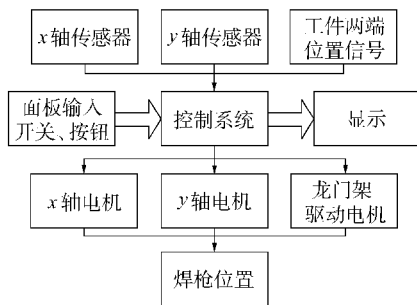 x轴传感器
y轴传感器
工件两端
位置信号
面板输入
开关、按钮
控制系统
显示
x轴电机
y轴电机
龙门架
驱动电机
焊枪位置